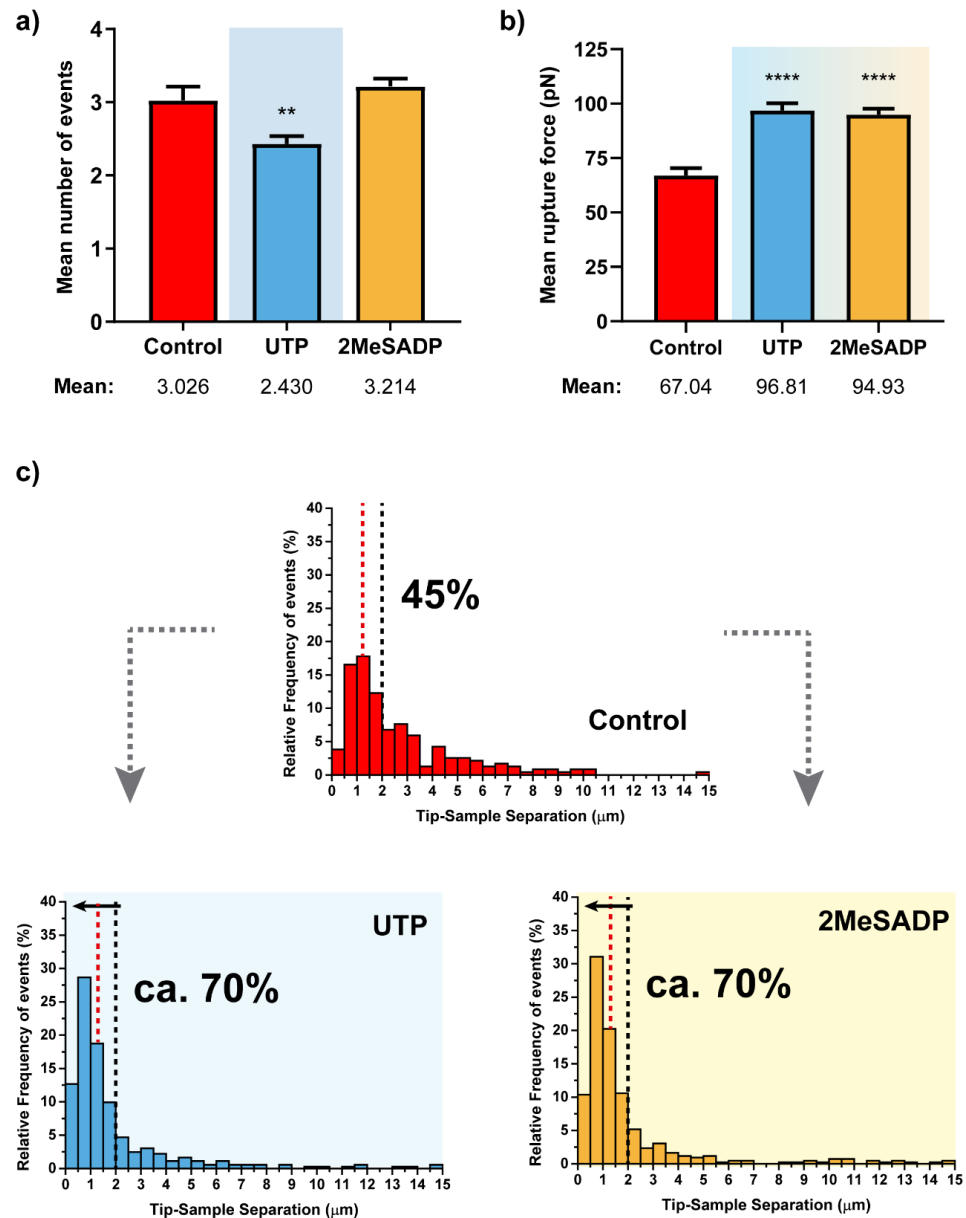 a)
Mean number of events
4
3
2
1
0
**
Control UTP 2MeSADP
Mean: 3.026 2.430 3.214
b)
Mean rupture force (pN)
125
100
75
50
25
0
**** ****
Control UTP 2MeSADP
Mean: 67.04 96.81 94.93
c)
Relative Frequency of events (%)
40
35
30
25
20
15
10
5
0
45%
Control
0 1 2 3 4 5 6 7 8 9 10 11 12 13 14 15
Tip-Sample Separation (μm)
Relative Frequency of events (%)
40
35
30
25
20
15
10
5
0
UTP
ca. 70%
0 1 2 3 4 5 6 7 8 9 10 11 12 13 14 15
Tip-Sample Separation (μm)
Relative Frequency of events (%)
40
35
30
25
20
15
10
5
0
2MeSADP
ca. 70%
0 1 2 3 4 5 6 7 8 9 10 11 12 13 14 15
Tip-Sample Separation (μm)